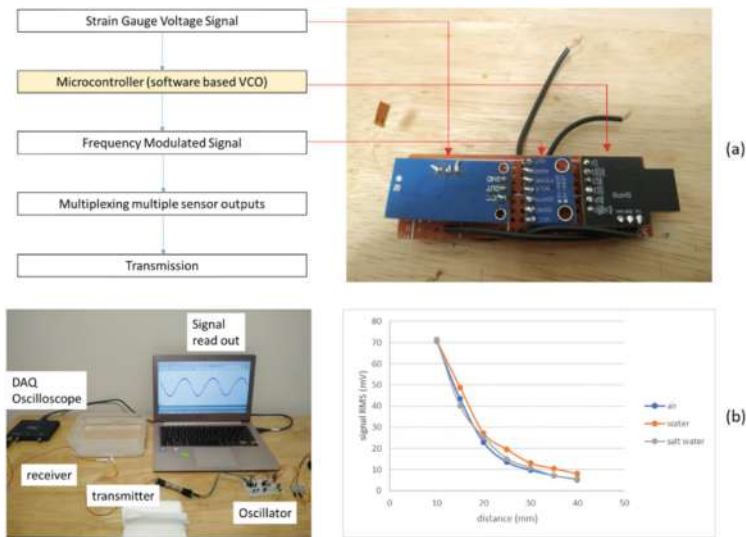 Strain Gauge Voltage Signal
Microcontroller (software based VCO)
Frequency Modulated Signal
Multiplexing multiple sensor outputs
Transmission
GND
OUT
(a)
DAQ
Oscilloscope
Signal
read out
receiver
transmitter
Oscillator
signal RMS (mV)
80
70
60
50
40
30
20
10
0
0
10
20
30
40
50
distance (mm)
air
water
salt water
(b)